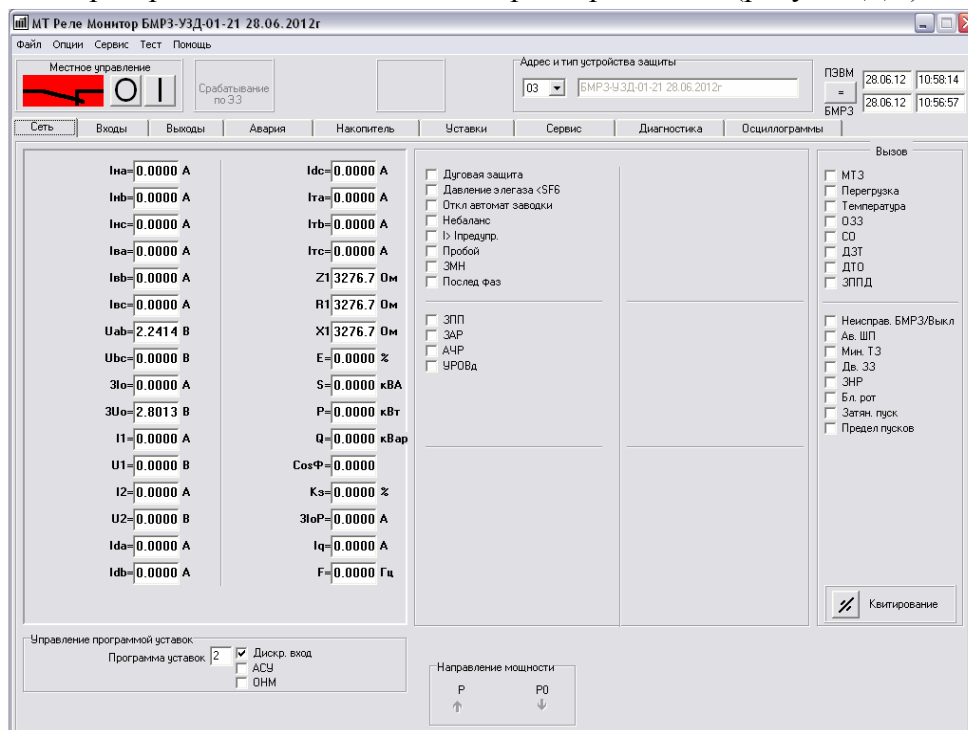 МТ Реле Монитор БМРЗ-УЗД-01-21 28.06.2012г
Файл Опции Сервис Тест Помощь
Местное управление
Срабатывание по ЗЗ
Адрес и тип устройства защиты
03 БМРЗ-УЗД-01-21 28.06.2012г
ПЭВМ 28.06.12 10:58:14
=
БМРЗ 28.06.12 10:56:57
Сеть Входы Выходы Авария Накопитель Уставки Сервис Диагностика Осциллограммы
Iна=0.0000 А
Iнb=0.0000 А
Iнс=0.0000 А
Iва=0.0000 А
Iвb=0.0000 А
Iвс=0.0000 А
Uab=2.2414 В
Ubc=0.0000 В
3Io=0.0000 А
3Uo=2.8013 В
I1=0.0000 А
U1=0.0000 В
I2=0.0000 А
U2=0.0000 В
Ida=0.0000 А
Idb=0.0000 А
Idc=0.0000 А
Iта=0.0000 А
Iтb=0.0000 А
Iтс=0.0000 А
Z1 3276.7 Ом
R1 3276.7 Ом
X1 3276.7 Ом
E=0.0000 %
S=0.0000 кВА
P=0.0000 кВт
Q=0.0000 кВар
CosФ=0.0000
Кз=0.0000 %
3IoP=0.0000 А
Iq=0.0000 А
F=0.0000 Гц
Дуговая защита
Давление элегаза <SF6
Откл автомат заводки
Небаланс
I> Iпредупр.
Пробой
ЗМН
Послед фаз
ЗПП
ЗАР
АЧР
УРОВд
Вызов
МТЗ
Перегрузка
Температура
ОЗЗ
СО
ДЗТ
ДТО
ЗППД
Неисправ. БМРЗ/Выкл
Ав. ШП
Мин. ТЗ
Дв. ЗЗ
ЗНР
Бл. рот
Затян. пуск
Предел пусков
Квитирование
Управление программой уставок
Программа уставок 2 Дискр. вход
АСУ
ОНМ
Направление мощности
P P0